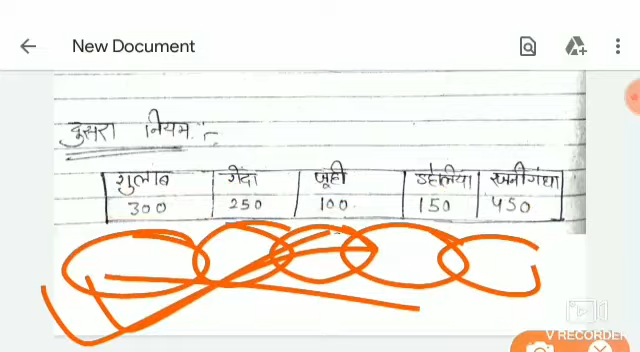 New Document
दुसरा नियम :-
गुलाब गेंदा जूही डहेलिया रजनीगंधा
300 250 100 150 450
V RECORDER